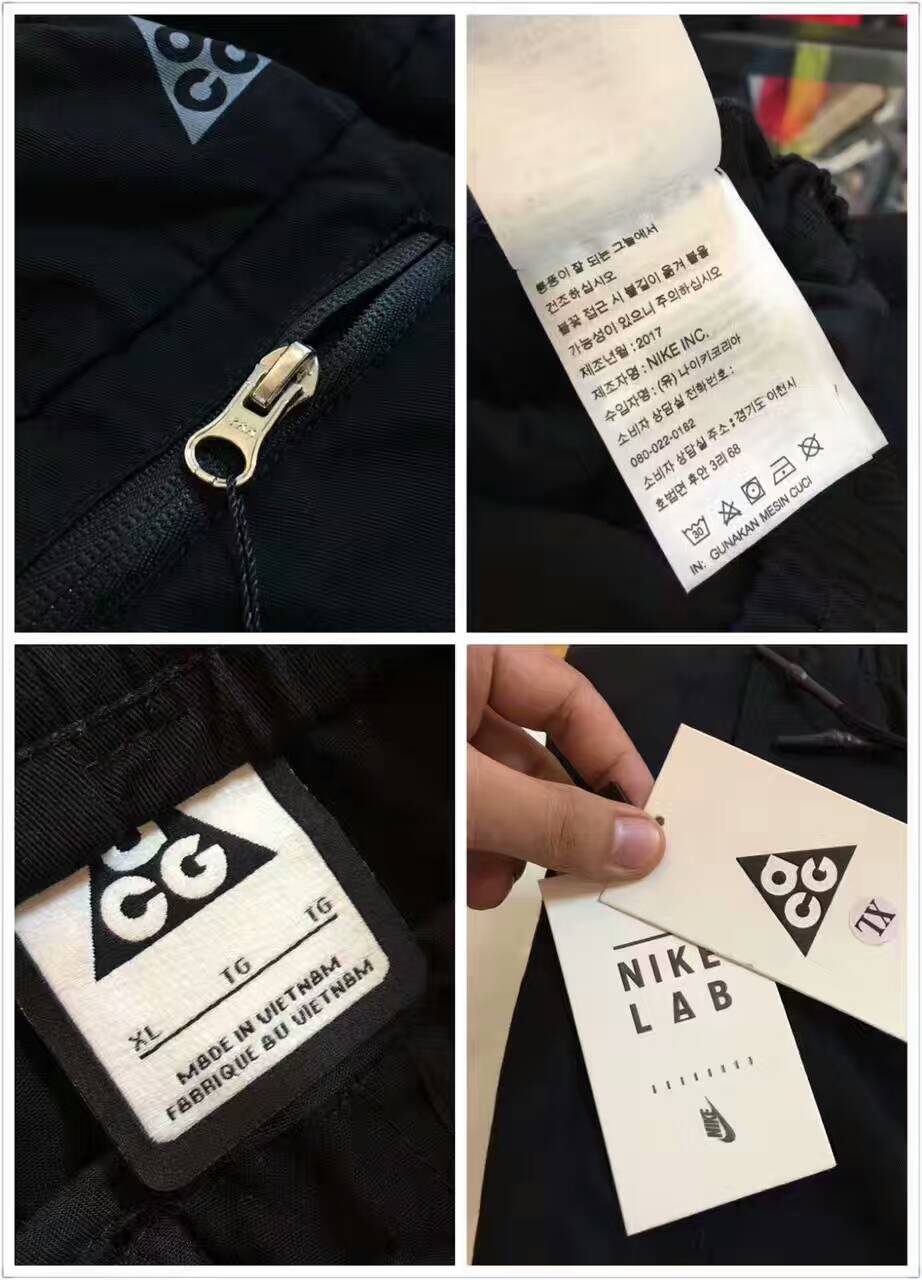 CG
통풍이 잘 되는 그늘에서
건조하십시오
불꽃 접근 시 불길이 옮겨 붙을
가능성이 있으니 주의하십시오
제조년월 : 2017
제조자명 : NIKE INC.
수입자명 : (유) 나이키코리아
소비자 상담실 전화번호 :
080-022-0182
소비자 상담실 주소 : 경기도 이천시
호법면 후안 3리 68
30
IN: GUNAKAN MESIN CUCI
CG
XL TG TG
MADE IN VIETNAM
FABRIQUE AU VIETNAM
ACG
XL
NIKE
LAB
NIKE